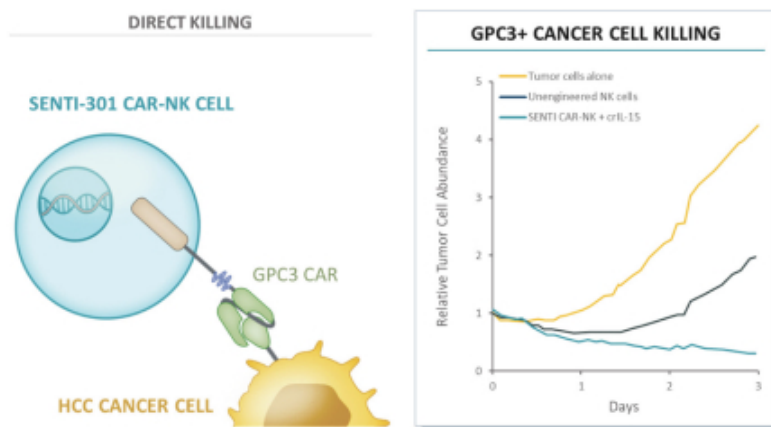 DIRECT KILLING
SENTI-301 CAR-NK CELL
GPC3 CAR
HCC CANCER CELL
GPC3+ CANCER CELL KILLING
Tumor cells alone
Unengineered NK cells
SENTI CAR-NK + crIL-15
Relative Tumor Cell Abundance
5
4
3
2
1
0
0
1
2
3
Days